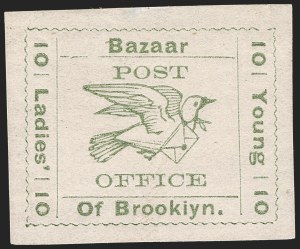 Bazaar
10 Ladies' 10
POST
OFFICE
10 Young 10
Of Brookiyn.